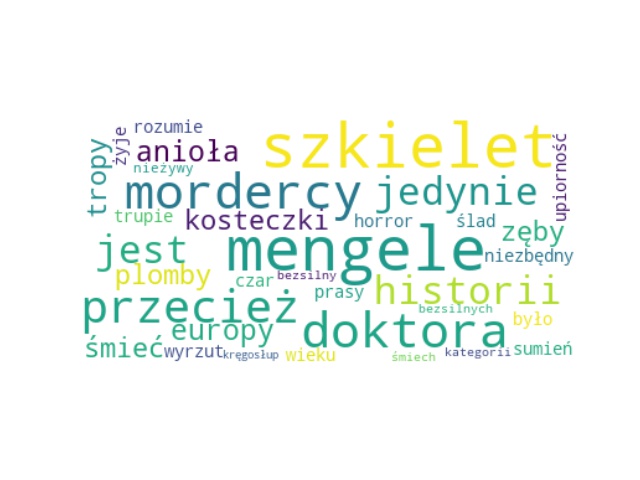 rozumie
żyje
anioła
szkielet
tropy
nieżywy
upiorność
mordercy
jedynie
trupie
kosteczki
horror
ślad
zęby
jest
mengele
niezbędny
plomby
czar
bezsilny
prasy
historii
przecież
bezsilnych
europy
doktora
było
śmieć
wyrzut
kręgosłup
wieku
śmiech
kategorii
sumień